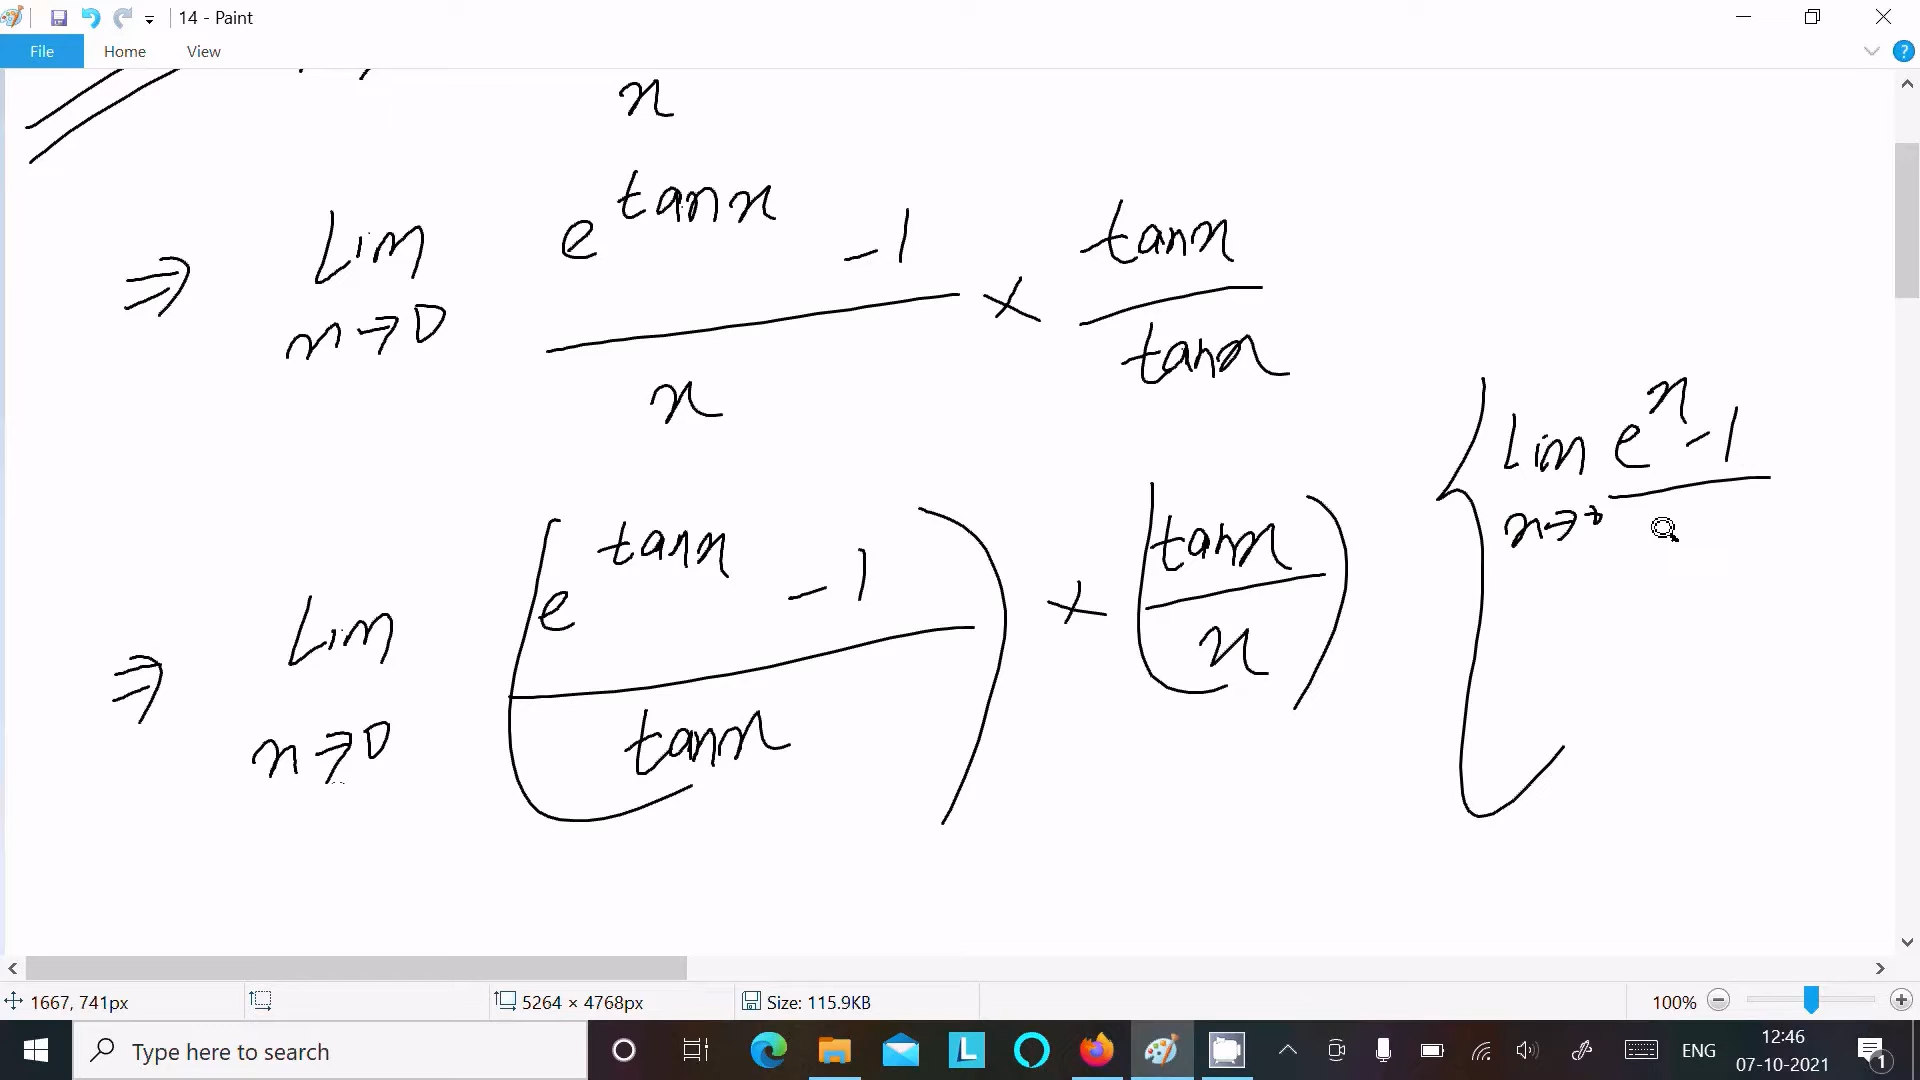 14 - Paint
File Home View
x
⇒ Lim e^tanx -1 × tanx
x→0 x tanx
Lim e^x -1
x→
⇒ Lim (e^tanx -1) × (tanx)
x→0 tanx x
1667, 741px 5264 × 4768px Size: 115.9KB 100%
Type here to search L ENG 12:46
07-10-2021 1